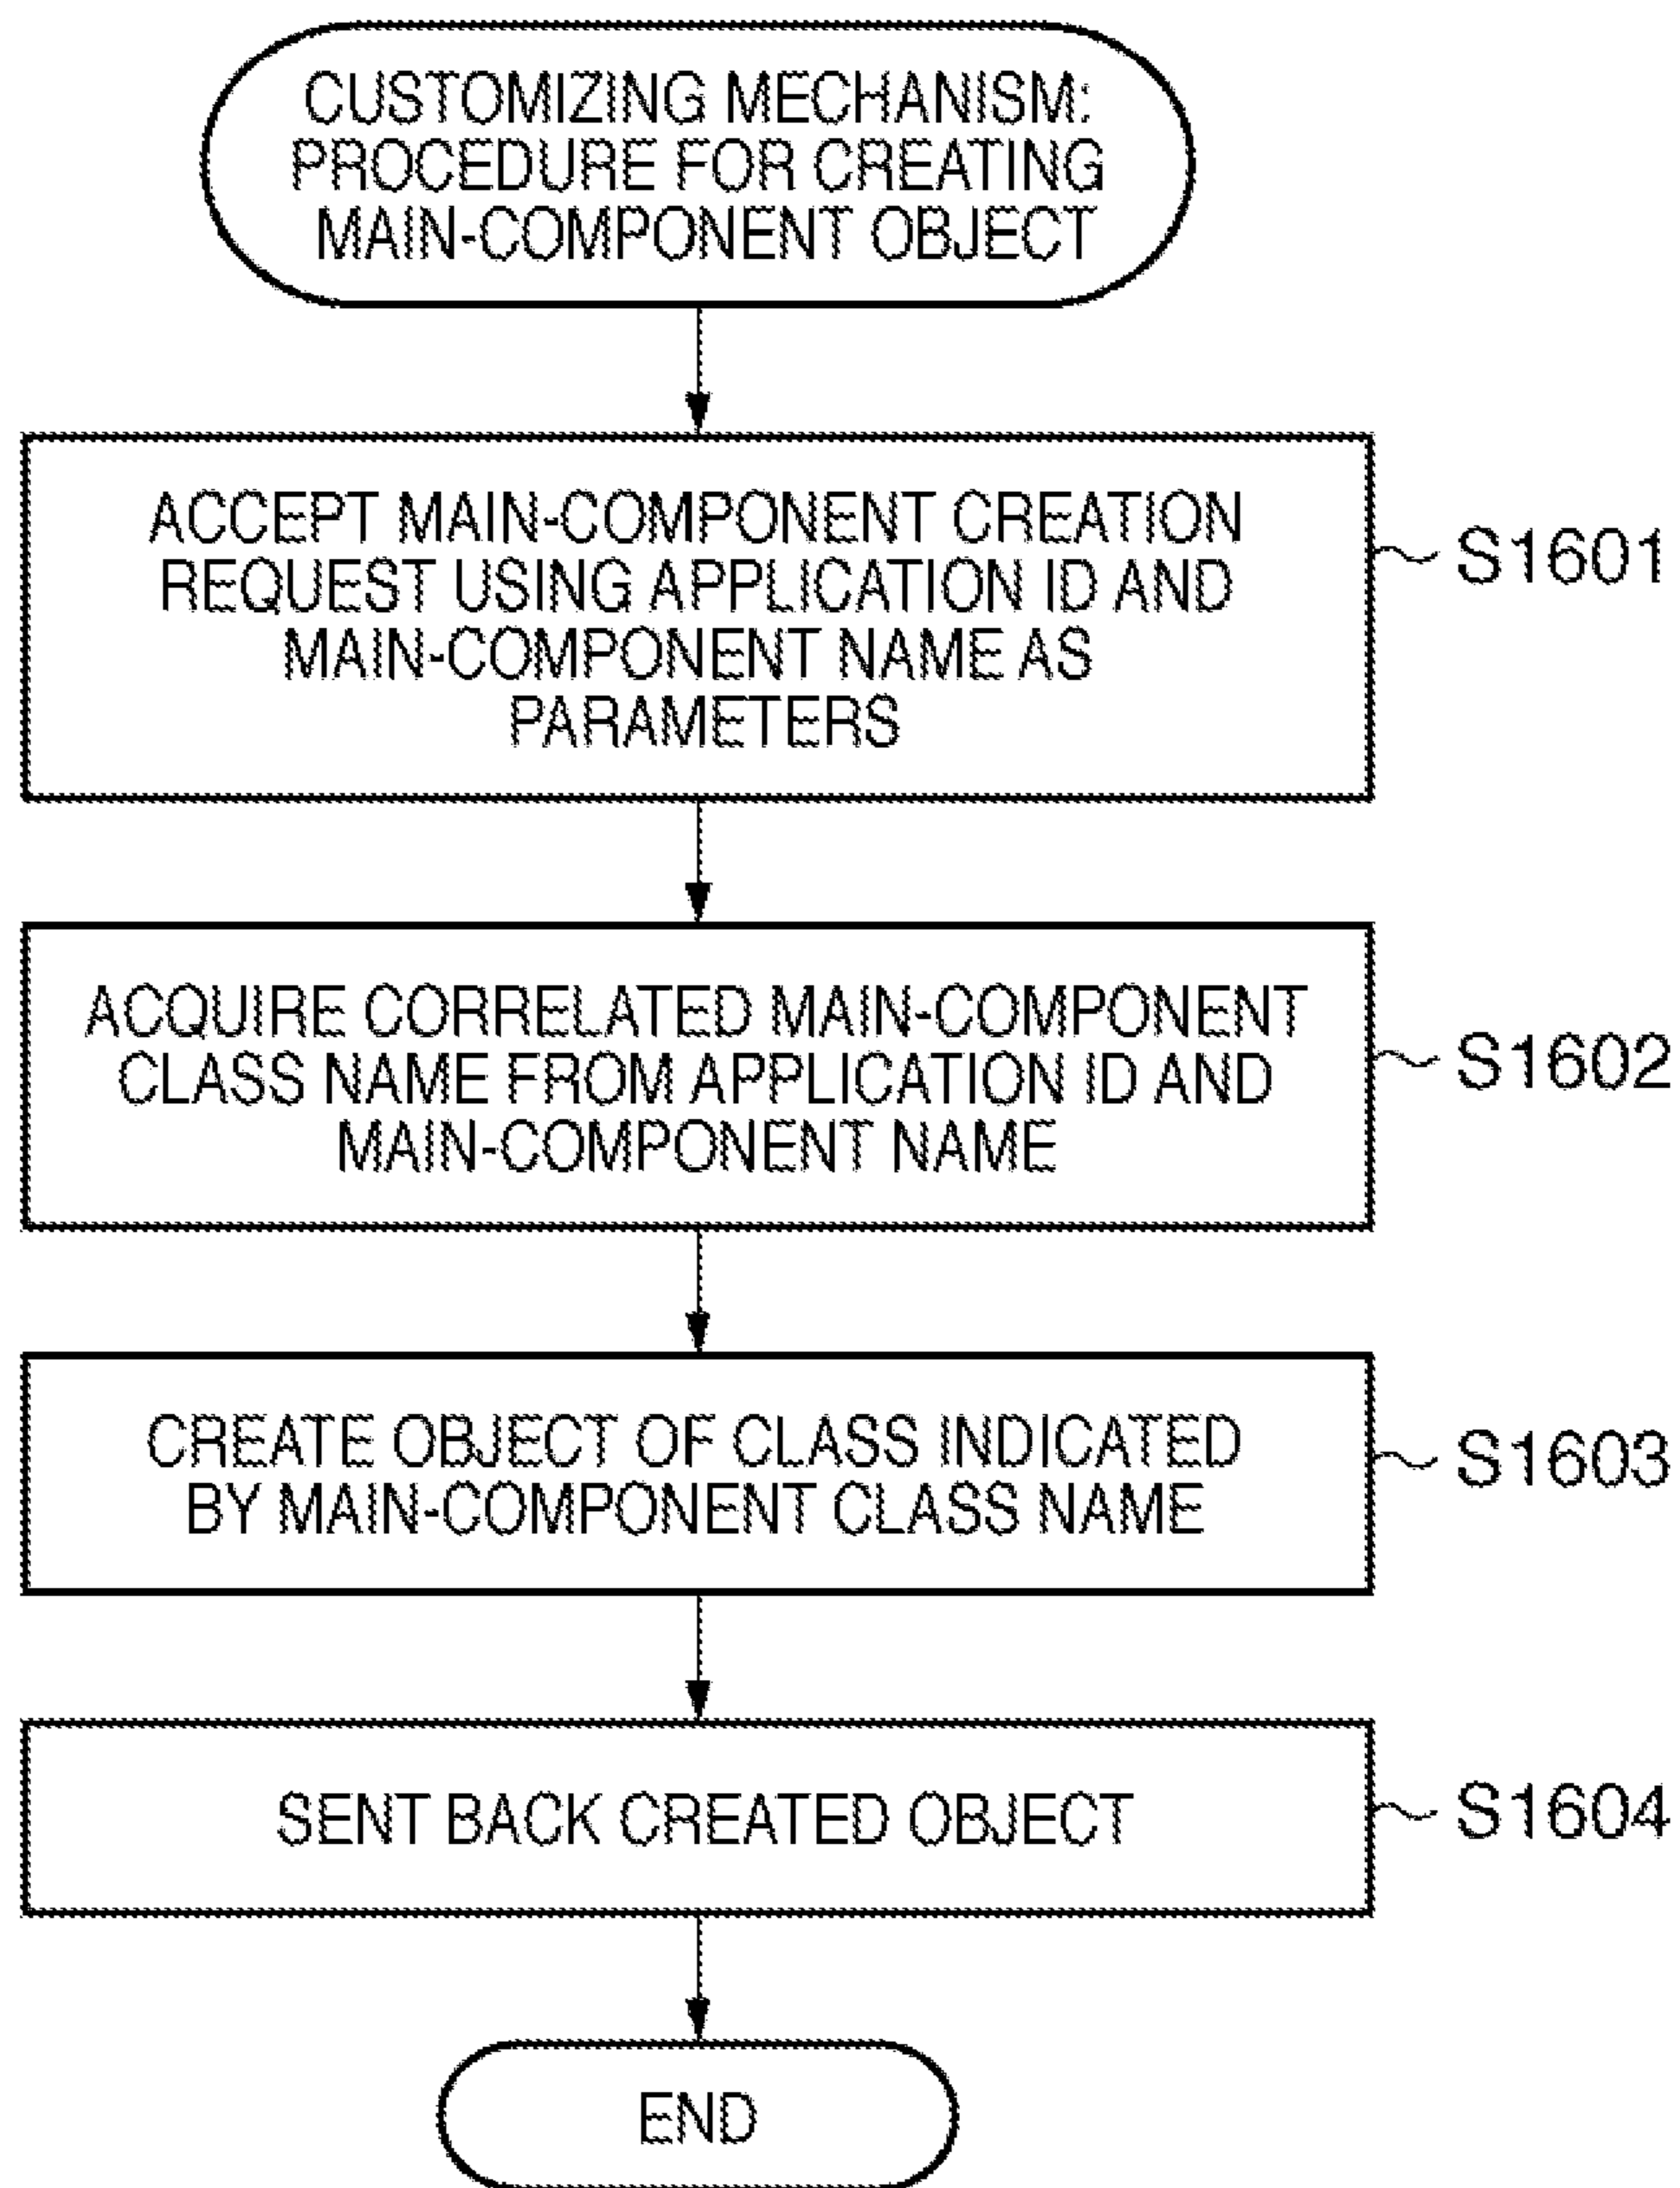 CUSTOMIZING MECHANISM:
PROCEDURE FOR CREATING
MAIN-COMPONENT OBJECT
ACCEPT MAIN-COMPONENT CREATION
REQUEST USING APPLICATION ID AND
MAIN-COMPONENT NAME AS
PARAMETERS
S1601
ACQUIRE CORRELATED MAIN-COMPONENT
CLASS NAME FROM APPLICATION ID AND
MAIN-COMPONENT NAME
S1602
CREATE OBJECT OF CLASS INDICATED
BY MAIN-COMPONENT CLASS NAME
S1603
SENT BACK CREATED OBJECT
S1604
END